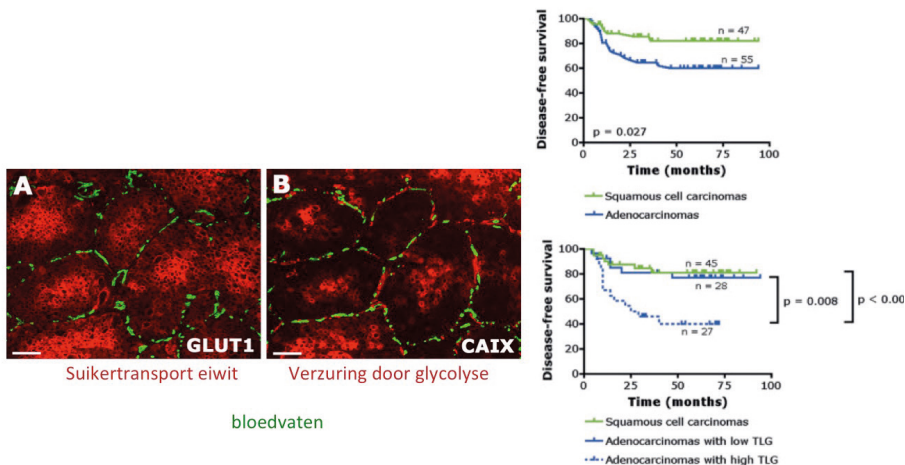 A
GLUT1
B
CAIX
Suikertransport eiwit
Verzuring door glycolyse
bloedvaten
Disease-free survival
100
80
60
40
20
0
n = 47
n = 55
p = 0.027
0 25 50 75 100
Time (months)
Squamous cell carcinomas
Adenocarcinomas
Disease-free survival
100
80
60
40
20
0
n = 45
n = 28
n = 27
p = 0.008
p < 0.00
0 25 50 75 100
Time (months)
Squamous cell carcinomas
Adenocarcinomas with low TLG
Adenocarcinomas with high TLG